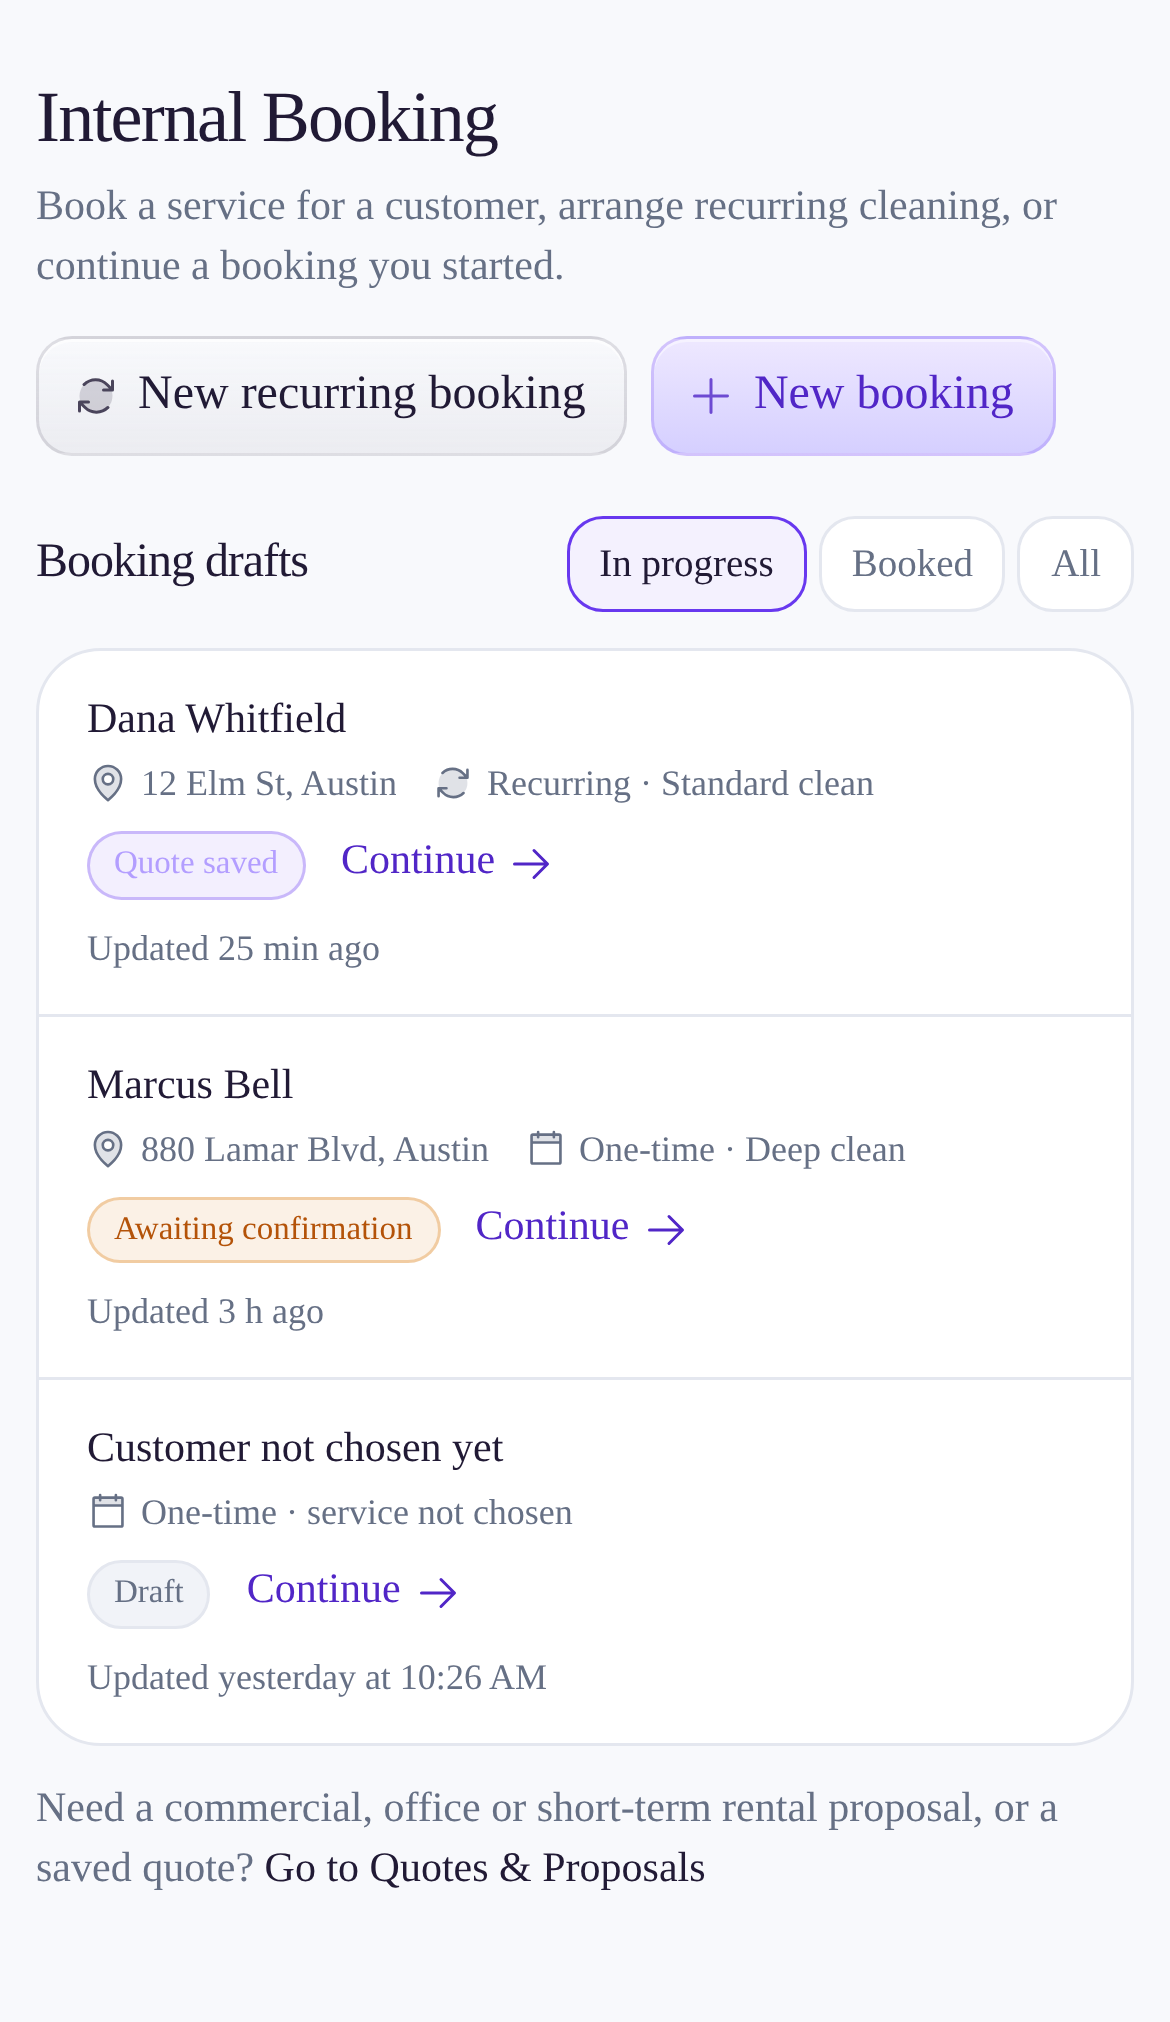 Internal Booking
Book a service for a customer, arrange recurring cleaning, or
continue a booking you started.
New recurring booking
New booking
Booking drafts
In progress
Booked
All
Dana Whitfield
12 Elm St, Austin
Recurring · Standard clean
Quote saved
Continue
Updated 25 min ago
Marcus Bell
880 Lamar Blvd, Austin
One-time · Deep clean
Awaiting confirmation
Continue
Updated 3 h ago
Customer not chosen yet
One-time · service not chosen
Draft
Continue
Updated yesterday at 10:26 AM
Need a commercial, office or short-term rental proposal, or a
saved quote? Go to Quotes & Proposals